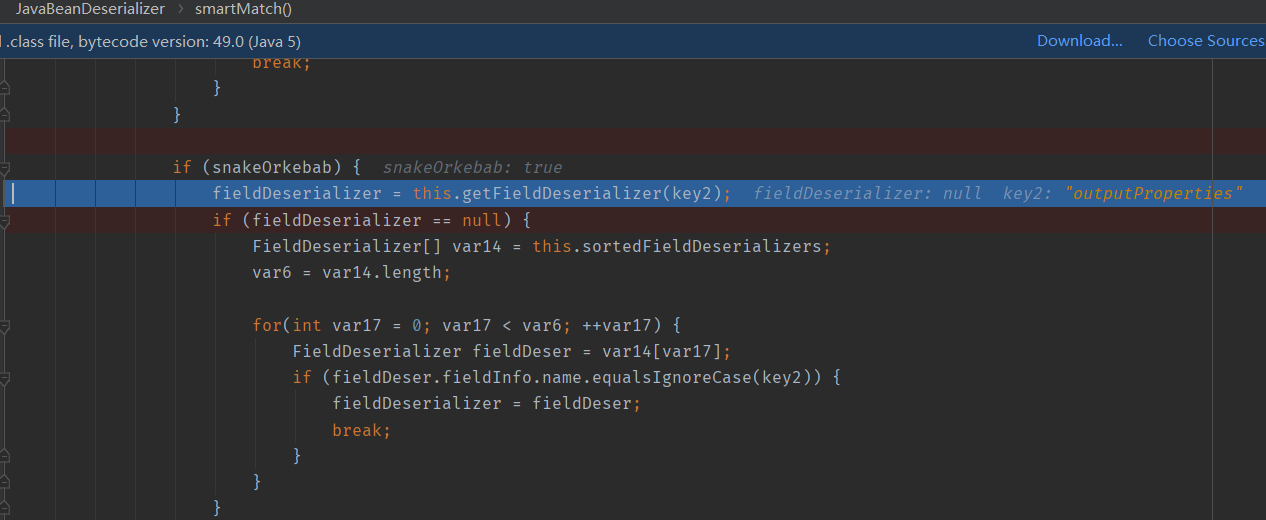 JavaBeanDeserializer › smartMatch()
.class file, bytecode version: 49.0 (Java 5) Download... Choose Sources
break;
}
}
if (snakeOrkebab) { snakeOrkebab: true
fieldDeserializer = this.getFieldDeserializer(key2); fieldDeserializer: null key2: "outputProperties"
if (fieldDeserializer == null) {
FieldDeserializer[] var14 = this.sortedFieldDeserializers;
var6 = var14.length;
for(int var17 = 0; var17 < var6; ++var17) {
FieldDeserializer fieldDeser = var14[var17];
if (fieldDeser.fieldInfo.name.equalsIgnoreCase(key2)) {
fieldDeserializer = fieldDeser;
break;
}
}
}